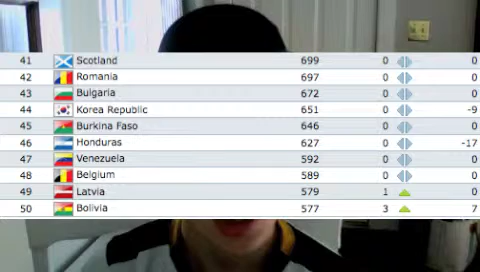 41 Scotland 699 0 0
42 Romania 697 0 0
43 Bulgaria 672 0 0
44 Korea Republic 651 0 -9
45 Burkina Faso 646 0 0
46 Honduras 627 0 -17
47 Venezuela 592 0 0
48 Belgium 589 0 0
49 Latvia 579 1 0
50 Bolivia 577 3 7